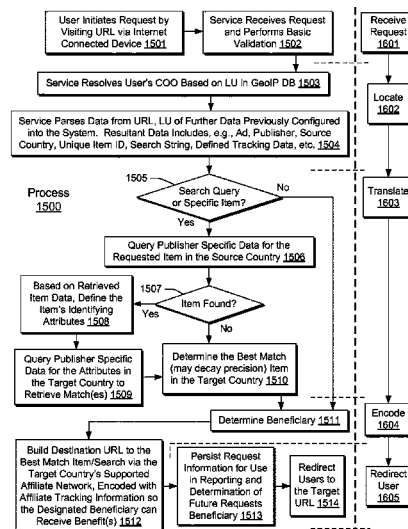 User Initiates Request by
Visiting URL via Internet
Connected Device 1501
Service Receives Request
and Performs Basic
Validation 1502
Receive
Request
1601
Service Resolves User's COO Based on LU in GeoIP DB 1503
Locate
1602
Service Parses Data from URL, LU of Further Data Previously Configured
into the System. Resultant Data Includes, e.g., Ad, Publisher, Source
Country, Unique Item ID, Search String, Defined Tracking Data, etc. 1504
Process
1500
1505
Search Query
or Specific Item?
No
Yes
Translate
1603
Query Publisher Specific Data for the
Requested Item in the Source Country 1506
1507
Item Found?
Yes
No
Based on Retrieved
Item Data, Define the
Item's Identifying
Attributes 1508
Query Publisher Specific
Data for the Attributes in
the Target Country to
Retrieve Match(es) 1509
Determine the Best Match
(may decay precision) Item
in the Target Country 1510
Determine Beneficiary 1511
Encode
1604
Build Destination URL to the
Best Match Item/Search via the
Target Country's Supported
Affiliate Network, Encoded with
Affiliate Tracking Information so
the Designated Beneficiary can
Receive Benefit(s) 1512
Persist Request
Information for Use
in Reporting and
Determination of
Future Requests
Beneficiary 1513
Redirect
Users to
the Target
URL 1514
Redirect
User
1605